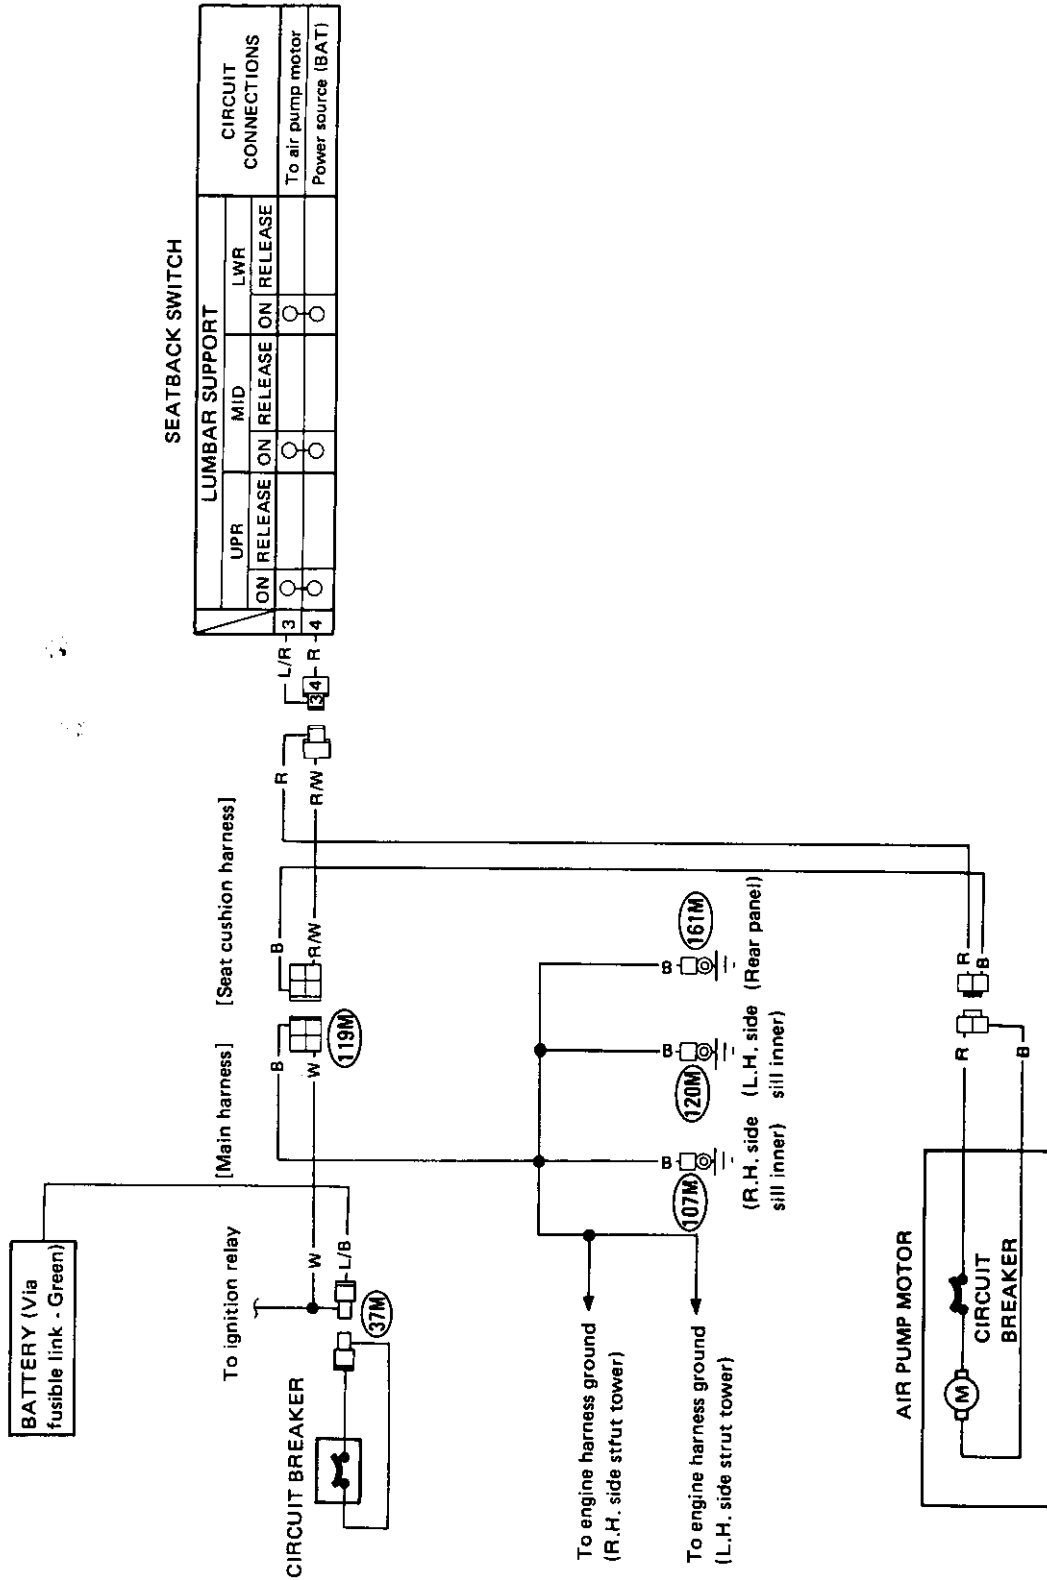 SEATBACK SWITCH
LUMBAR SUPPORT
CIRCUIT
CONNECTIONS
UPR
MID
LWR
ON
RELEASE
ON
RELEASE
ON
RELEASE
3
To air pump motor
4
Power source (BAT)
BATTERY (Via
fusible link - Green)
To ignition relay
[Main harness]
[Seat cushion harness]
B
B
R
L/R
W
W
R/W
R/W
R
3 4
L/B
119M
37M
CIRCUIT BREAKER
To engine harness ground
(R.H. side stfut tower)
To engine harness ground
(L.H. side strut tower)
B
B
B
107M
120M
161M
(R.H. side
sill inner)
(L.H. side
sill inner)
(Rear panel)
AIR PUMP MOTOR
M
CIRCUIT
BREAKER
R
R
B
B